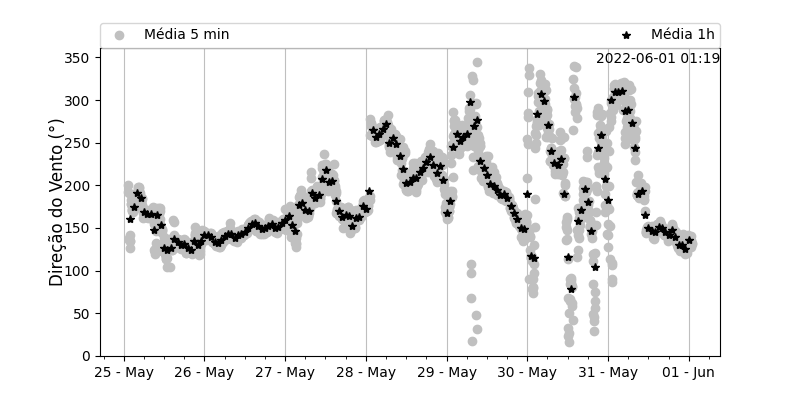 Média 5 min
Média 1h
2022-06-01 01:19
Direção do Vento (°)
350
300
250
200
150
100
50
0
25 - May
26 - May
27 - May
28 - May
29 - May
30 - May
31 - May
01 - Jun